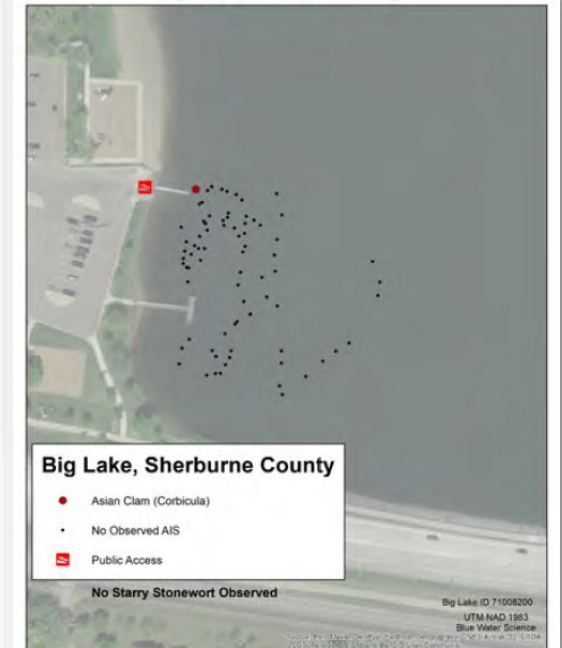 Big Lake, Sherburne County
Asian Clam (Corbicula)
No Observed AIS
Public Access
No Starry Stonewort Observed
Big Lake ID 71008200
UTM NAD 1983
Blue Water Science